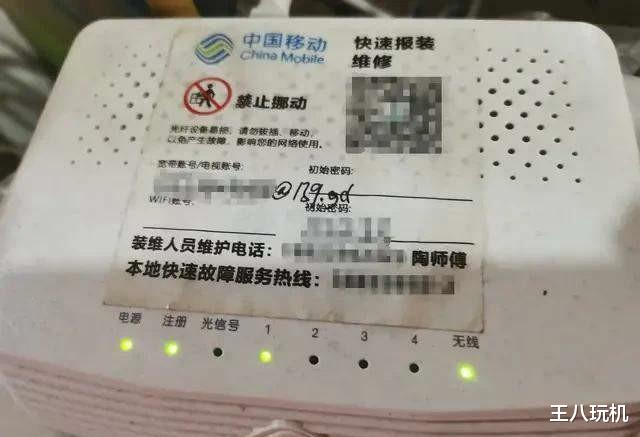 中国移动
China Mobile
快速报装
维修
禁止挪动
光纤设备易损，请勿拔插、移动，
以免产生故障，影响您的网络使用。
宽带账号/电视账号：
初始密码：
@139.gd
WIFI账号：
初始密码：
装维人员维护电话：
陶师傅
本地快速故障服务热线：
电源 注册 光信号 1 2 3 4 无线
王八玩机